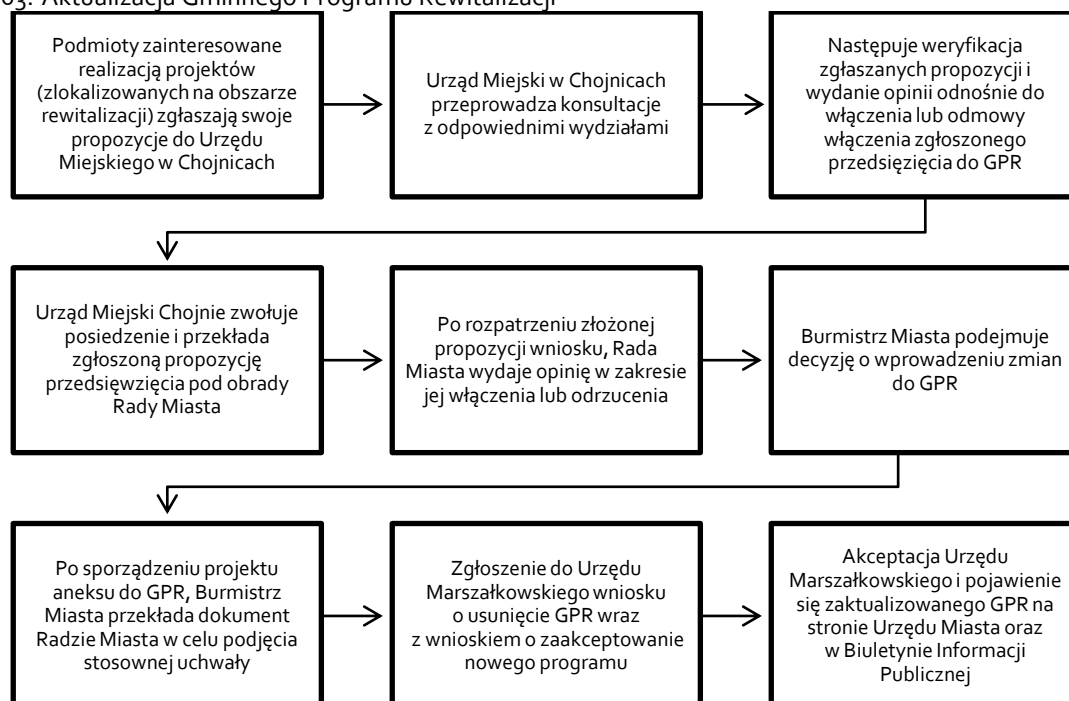 03. Aktualizacja Gminnego Programu Rewitalizacji
Podmioty zainteresowane
realizacją projektów
(zlokalizowanych na obszarze
rewitalizacji) zgłaszają swoje
propozycje do Urzędu
Miejskiego w Chojnicach
Urząd Miejski w Chojnicach
przeprowadza konsultacje
z odpowiednimi wydziałami
Następuje weryfikacja
zgłaszanych propozycji i
wydanie opinii odnośnie do
włączenia lub odmowy
włączenia zgłoszonego
przedsięzięcia do GPR
Urząd Miejski Chojnie zwołuje
posiedzenie i przekłada
zgłoszoną propozycję
przedsięwzięcia pod obrady
Rady Miasta
Po rozpatrzeniu złożonej
propozycji wniosku, Rada
Miasta wydaje opinię w zakresie
jej włączenia lub odrzucenia
Burmistrz Miasta podejmuje
decyzję o wprowadzeniu zmian
do GPR
Po sporządzeniu projektu
aneksu do GPR, Burmistrz
Miasta przekłada dokument
Radzie Miasta w celu podjęcia
stosownej uchwały
Zgłoszenie do Urzędu
Marszałkowskiego wniosku
o usunięcie GPR wraz
z wnioskiem o zaakceptowanie
nowego programu
Akceptacja Urzędu
Marszałkowskiego i pojawienie
się zaktualizowanego GPR na
stronie Urzędu Miasta oraz
w Biuletynie Informacji
Publicznej